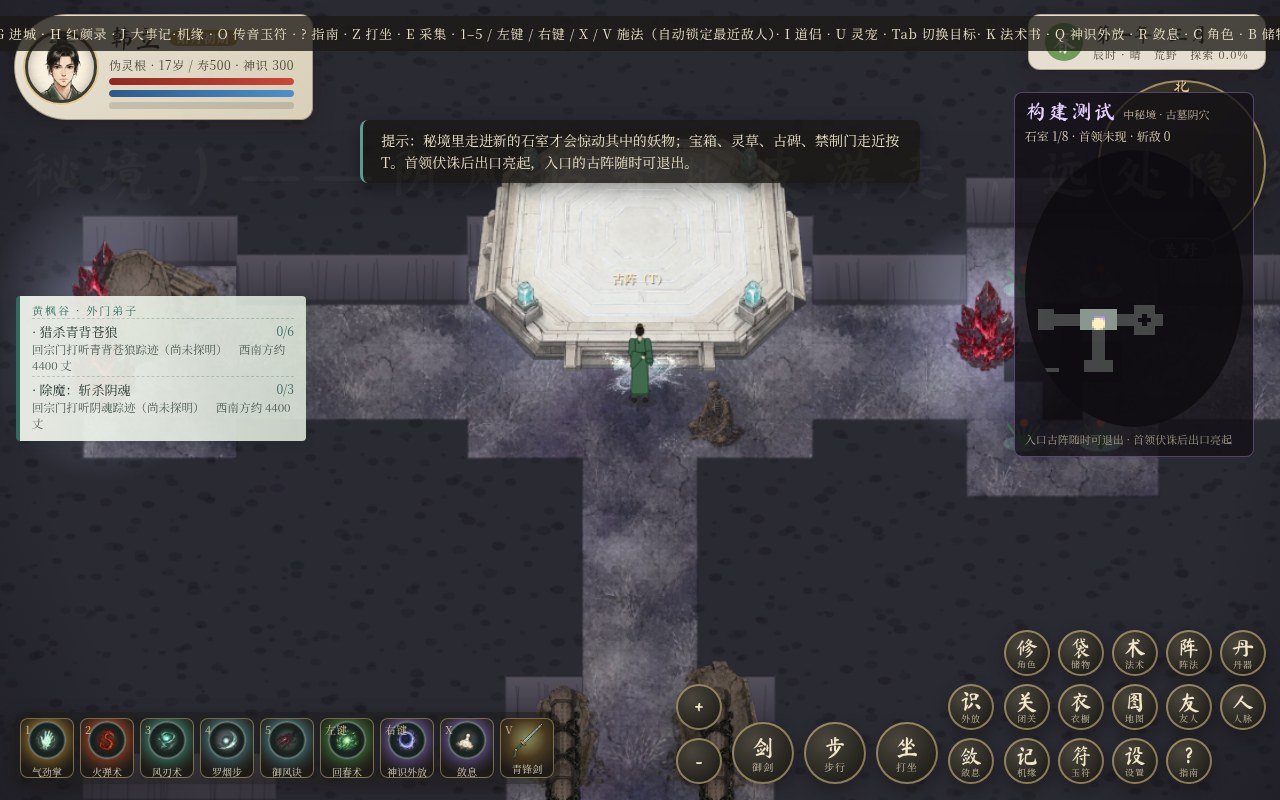 进城 · H 红颜录 · J 大事记·机缘 · O 传音玉符 · ? 指南 · Z 打坐 · E 采集 · 1–5 / 左键 / 右键 / X / V 施法（自动锁定最近敌人）· I 道侣 · U 灵宠 · Tab 切换目标 · K 法术书 · Q 神识外放 · R 敛息 · C 角色 · B 储
伪灵根 · 17岁 / 寿500 · 神识 300
辰时 · 晴 荒野 探索 0.0%
北
提示：秘境里走进新的石室才会惊动其中的妖物；宝箱、灵草、古碑、禁制门走近按
T。首领伏诛后出口亮起，入口的古阵随时可退出。
构建测试 中秘境 · 古墓阴穴
石室 1/8 · 首领未现 · 斩敌 0
入口古阵随时可退出 · 首领伏诛后出口亮起
秘境）
游走
远处隐
古阵（T）
黄枫谷 · 外门弟子
· 猎杀青背苍狼 0/6
回宗门打听青背苍狼踪迹（尚未探明） 西南方约
4400 丈
· 除魔：斩杀阴魂 0/3
回宗门打听阴魂踪迹（尚未探明） 西南方约 4400
丈
1 气劲掌
2 火弹术
3 风刃术
4 罗烟步
5 御风诀
左键 回春术
右键 神识外放
X 敛息
V 青锋剑
+
-
剑 御剑
步 步行
坐 打坐
修 角色
袋 储物
术 法术
阵 阵法
丹 丹器
识 外放
关 闭关
衣 衣橱
图 地图
友 友人
人 人脉
敛 敛息
记 机缘
符 玉符
设 设置
? 指南